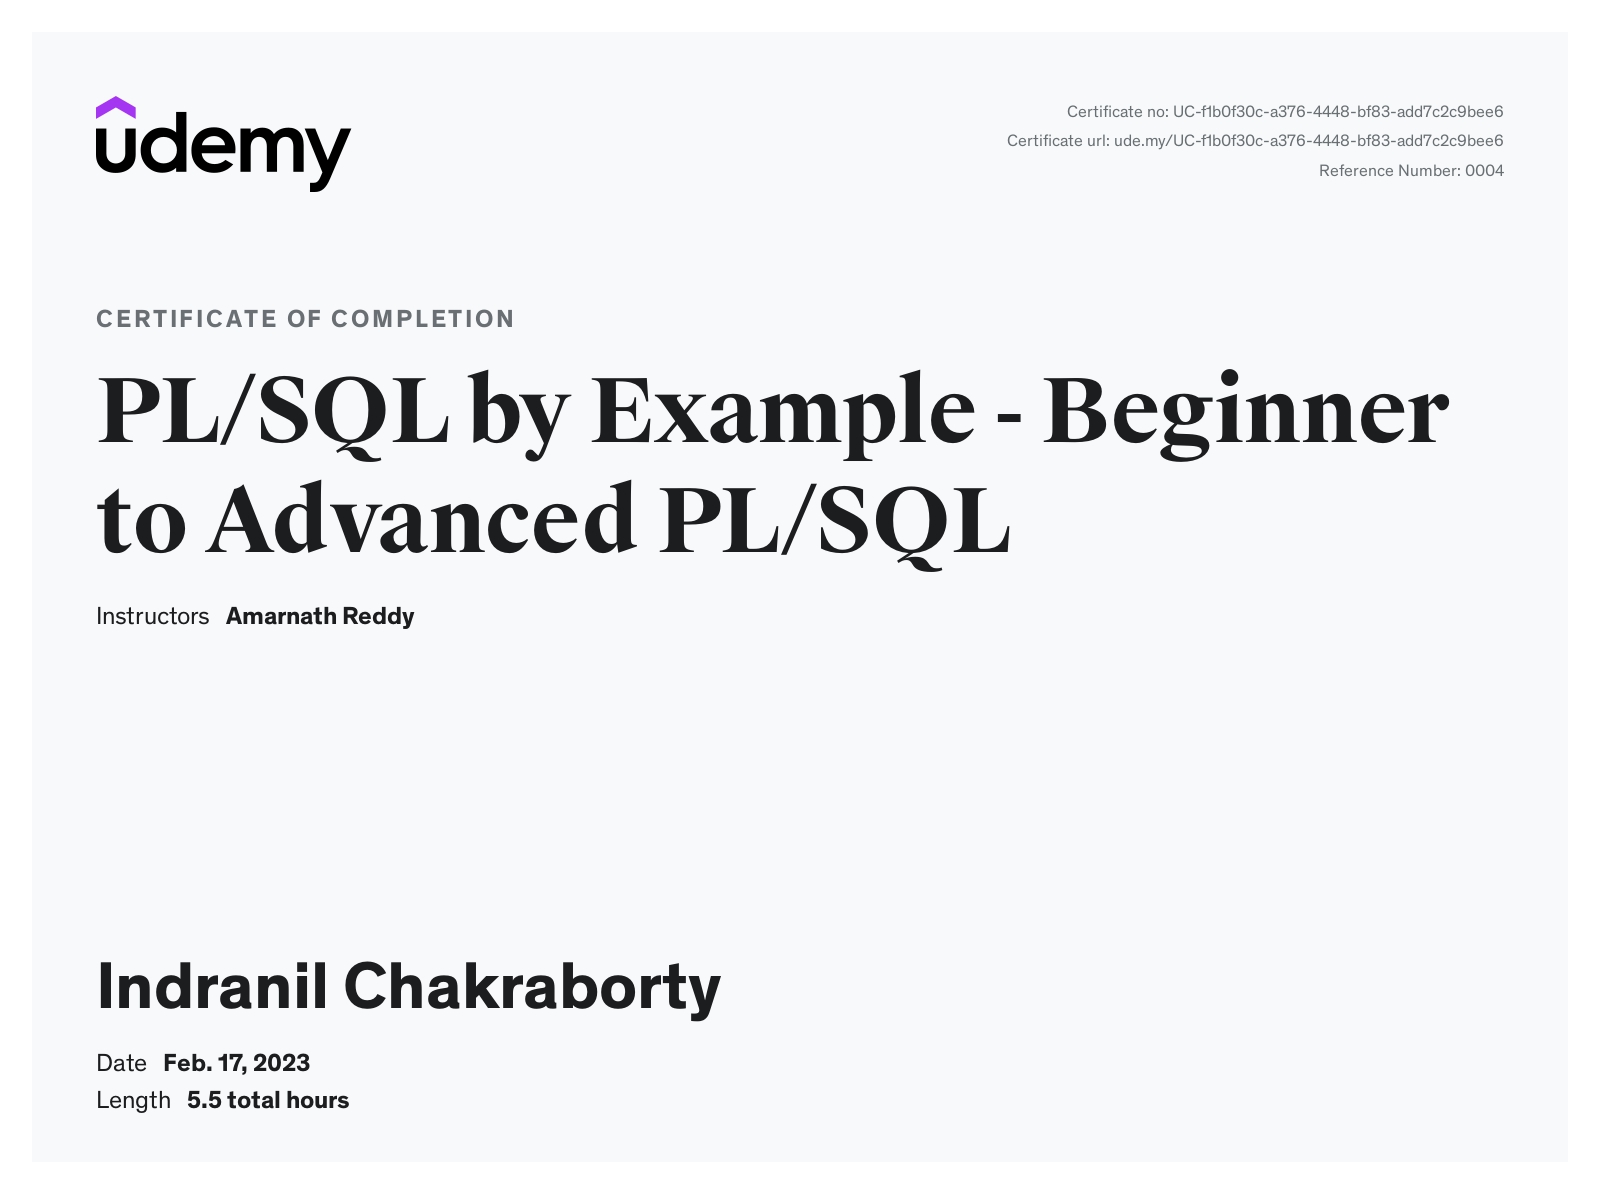 udemy
Certificate no: UC-f1b0f30c-a376-4448-bf83-add7c2c9bee6
Certificate url: ude.my/UC-f1b0f30c-a376-4448-bf83-add7c2c9bee6
Reference Number: 0004
CERTIFICATE OF COMPLETION
PL/SQL by Example - Beginner
to Advanced PL/SQL
Instructors Amarnath Reddy
Indranil Chakraborty
Date Feb. 17, 2023
Length 5.5 total hours